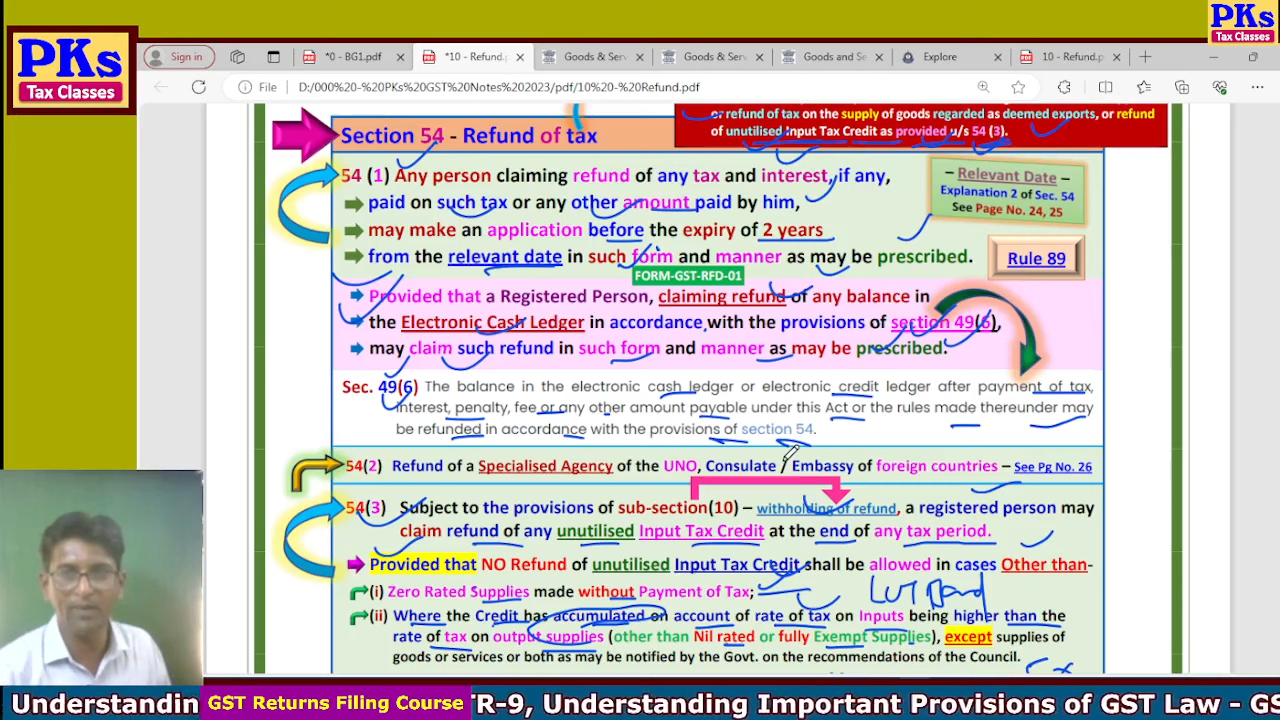 PKs
Tax Classes
PKs
Tax Classes
Sign in
*0 - BG1.pdf
*10 - Refund.p
Goods & Serv
Goods & Serv
Goods and Se
Explore
10 - Refund.p
File
D:/000%20-%20PKs%20GST%20Notes%202023/pdf/10%20-%20Refund.pdf
or refund of tax on the supply of goods regarded as deemed exports, or refund
of unutilised Input Tax Credit as provided u/s 54 (3).
Section 54 - Refund of tax
54 (1) Any person claiming refund of any tax and interest, if any,
paid on such tax or any other amount paid by him,
may make an application before the expiry of 2 years
from the relevant date in such form and manner as may be prescribed.
FORM-GST-RFD-01
– Relevant Date –
Explanation 2 of Sec. 54
See Page No. 24, 25
Rule 89
Provided that a Registered Person, claiming refund of any balance in
the Electronic Cash Ledger in accordance with the provisions of section 49(6),
may claim such refund in such form and manner as may be prescribed.
Sec. 49(6) The balance in the electronic cash ledger or electronic credit ledger after payment of tax,
interest, penalty, fee or any other amount payable under this Act or the rules made thereunder may
be refunded in accordance with the provisions of section 54.
54(2) Refund of a Specialised Agency of the UNO, Consulate / Embassy of foreign countries – See Pg No. 26
54(3) Subject to the provisions of sub-section(10) – withholding of refund, a registered person may
claim refund of any unutilised Input Tax Credit at the end of any tax period.
Provided that NO Refund of unutilised Input Tax Credit shall be allowed in cases Other than-
(i) Zero Rated Supplies made without Payment of Tax;
LUT Bond
(ii) Where the Credit has accumulated on account of rate of tax on Inputs being higher than the
rate of tax on output supplies (other than Nil rated or fully Exempt Supplies), except supplies of
goods or services or both as may be notified by the Govt. on the recommendations of the Council.
Understandin
GST Returns Filing Course
TR-9, Understanding Important Provisions of GST Law - GS